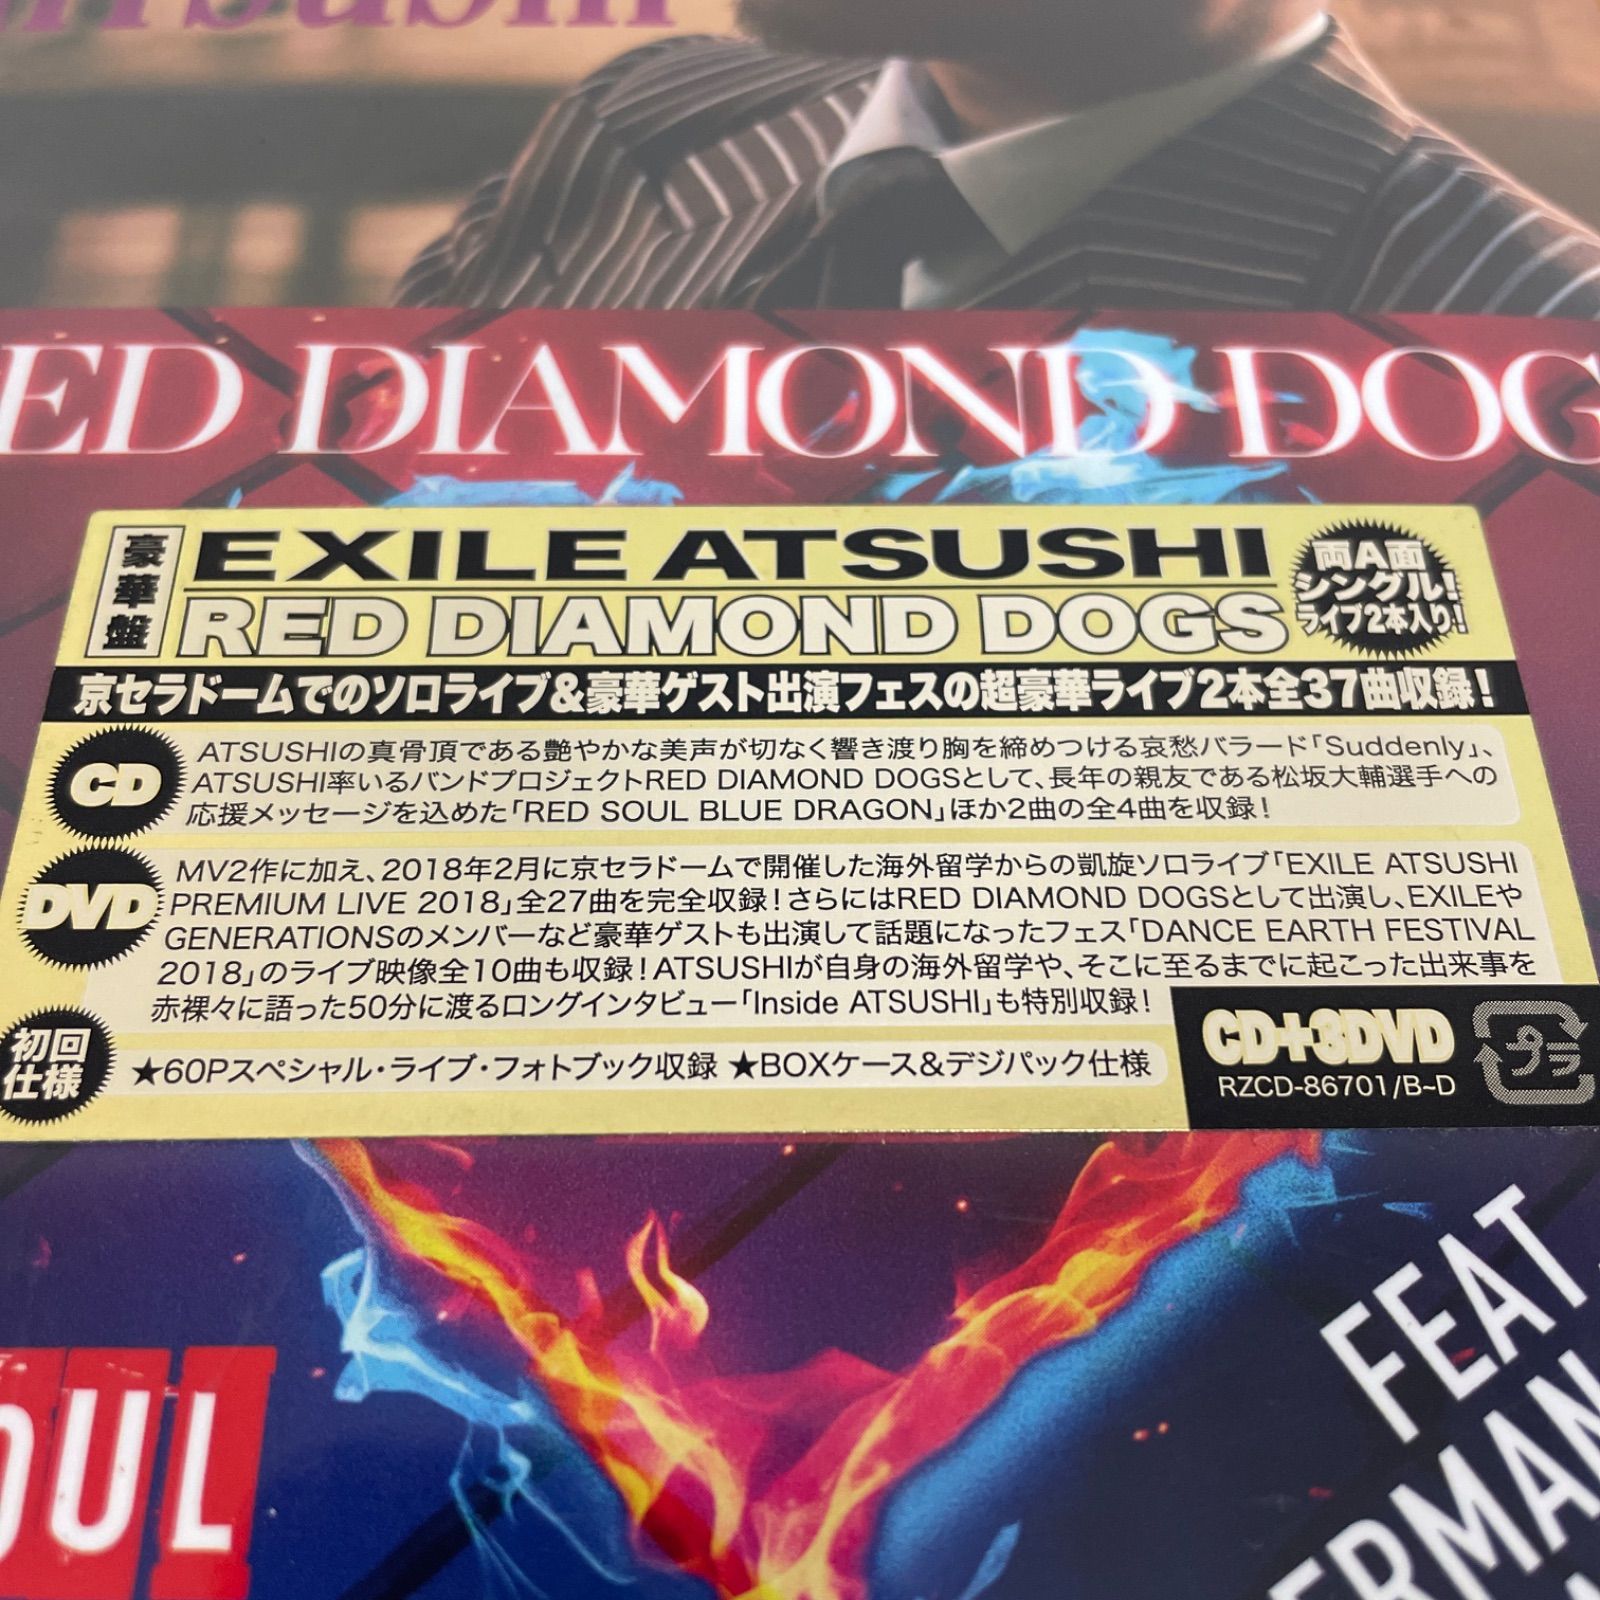 RED DIAMOND DOGS
豪華盤
EXILE ATSUSHI
RED DIAMOND DOGS
両A面
シングル!
ライブ2本入り!
京セラドームでのソロライブ&豪華ゲスト出演フェスの超豪華ライブ2本全37曲収録!
CD
ATSUSHIの真骨頂である艶やかな美声が切なく響き渡り胸を締めつける哀愁バラード「Suddenly」、
ATSUSHI率いるバンドプロジェクトRED DIAMOND DOGSとして、長年の親友である松坂大輔選手への
応援メッセージを込めた「RED SOUL BLUE DRAGON」ほか2曲の全4曲を収録!
DVD
MV2作に加え、2018年2月に京セラドームで開催した海外留学からの凱旋ソロライブ「EXILE ATSUSHI
PREMIUM LIVE 2018」全27曲を完全収録!さらにはRED DIAMOND DOGSとして出演し、EXILEや
GENERATIONSのメンバーなど豪華ゲストも出演して話題になったフェス「DANCE EARTH FESTIVAL
2018」のライブ映像全10曲も収録!ATSUSHIが自身の海外留学や、そこに至るまでに起こった出来事を
赤裸々に語った50分に渡るロングインタビュー「Inside ATSUSHI」も特別収録!
初回
仕様
★60Pスペシャル・ライブ・フォトブック収録 ★BOXケース&デジパック仕様
CD+3DVD
RZCD-86701/B~D
プラ
OUL
FEAT
ERMAN